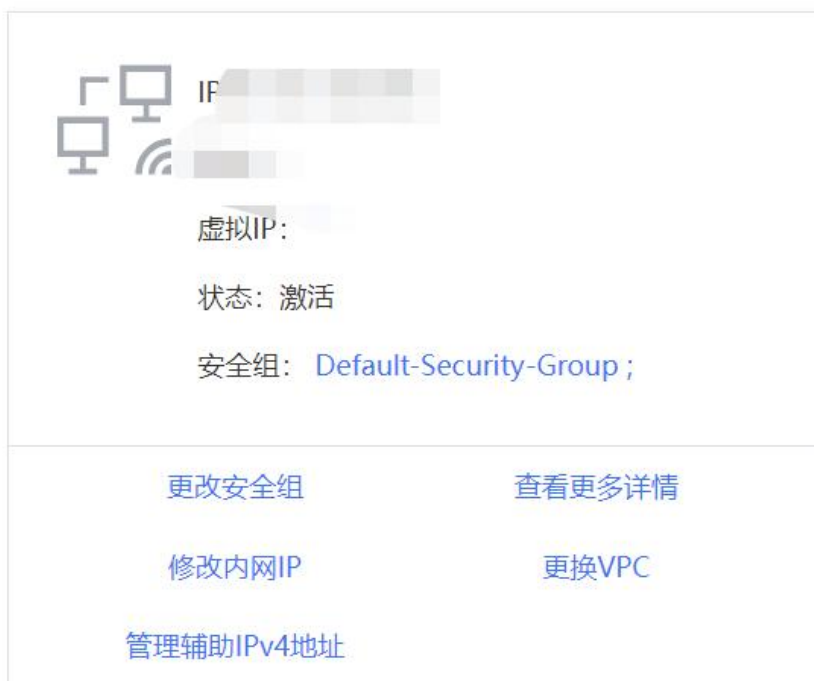 IP
虚拟IP：
状态：激活
安全组： Default-Security-Group ;
更改安全组 查看更多详情
修改内网IP 更换VPC
管理辅助IPv4地址